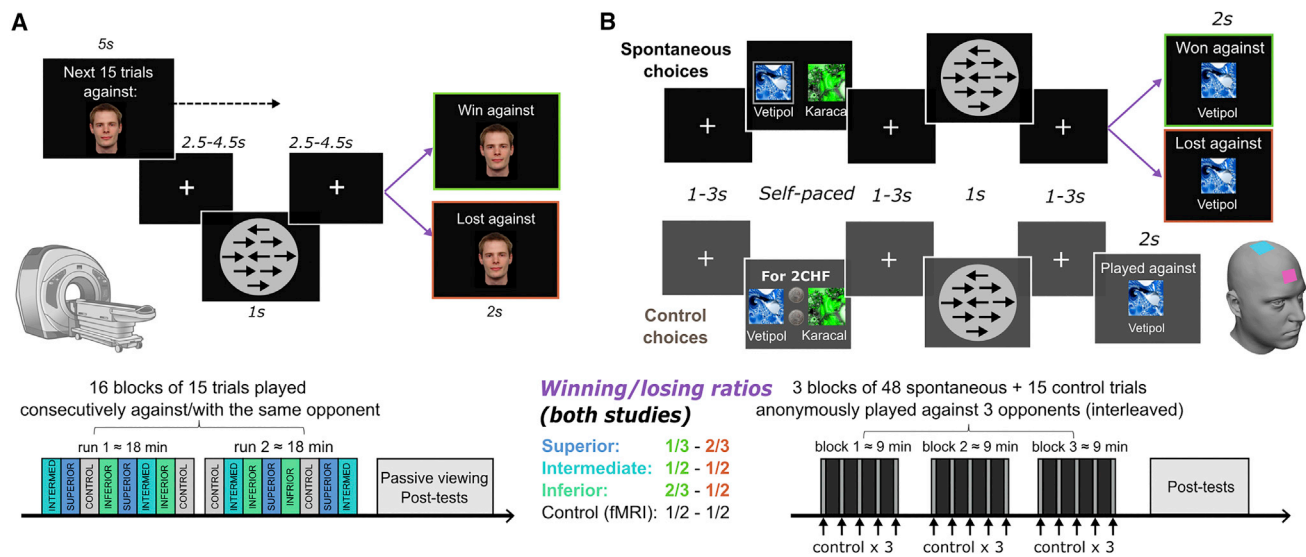 A
5s
Next 15 trials
against:
2.5-4.5s
2.5-4.5s
1s
Win against
Lost against
2s
16 blocks of 15 trials played
consecutively against/with the same opponent
run 1 ≈ 18 min
run 2 ≈ 18 min
INTERMED
SUPERIOR
CONTROL
INFERIOR
SUPERIOR
INTERMED
INFERIOR
CONTROL
CONTROL
INTERMED
INFERIOR
SUPERIOR
INFRIOR
CONTROL
SUPERIOR
INTERMED
Passive viewing
Post-tests
Winning/losing ratios
(both studies)
Superior: 1/3 - 2/3
Intermediate: 1/2 - 1/2
Inferior: 2/3 - 1/2
Control (fMRI): 1/2 - 1/2
B
Spontaneous
choices
Vetipol Karacal
2s
Won against
Vetipol
Lost against
Vetipol
1-3s Self-paced 1-3s 1s 1-3s
Control
choices
For 2CHF
Vetipol Karacal
2s
Played against
Vetipol
3 blocks of 48 spontaneous + 15 control trials
anonymously played against 3 opponents (interleaved)
block 1 ≈ 9 min block 2 ≈ 9 min block 3 ≈ 9 min
control x 3 control x 3 control x 3
Post-tests